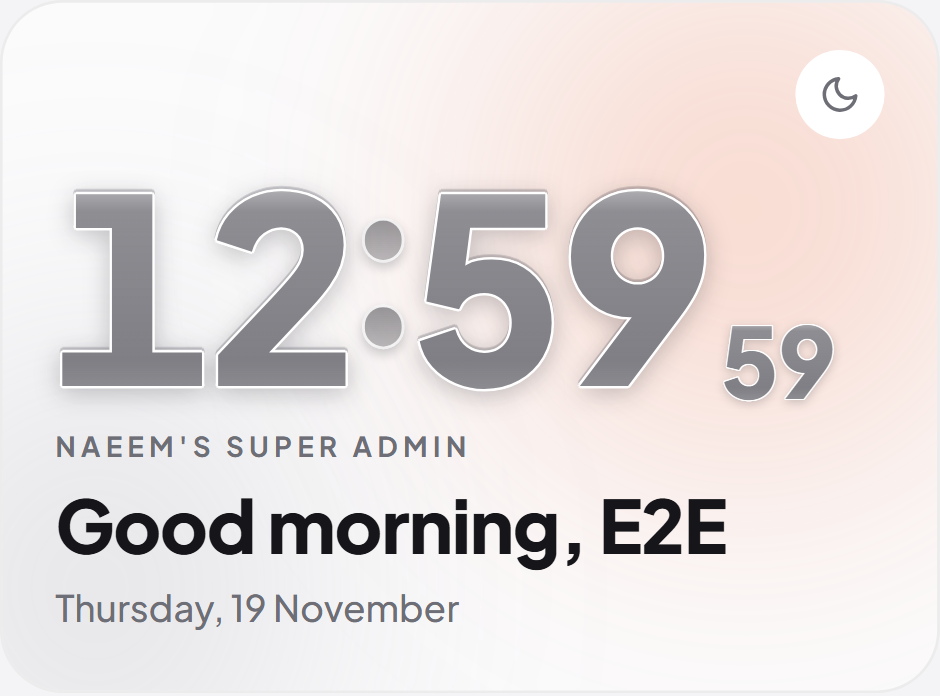 12:59 59
NAEEM'S SUPER ADMIN
Good morning, E2E
Thursday, 19 November